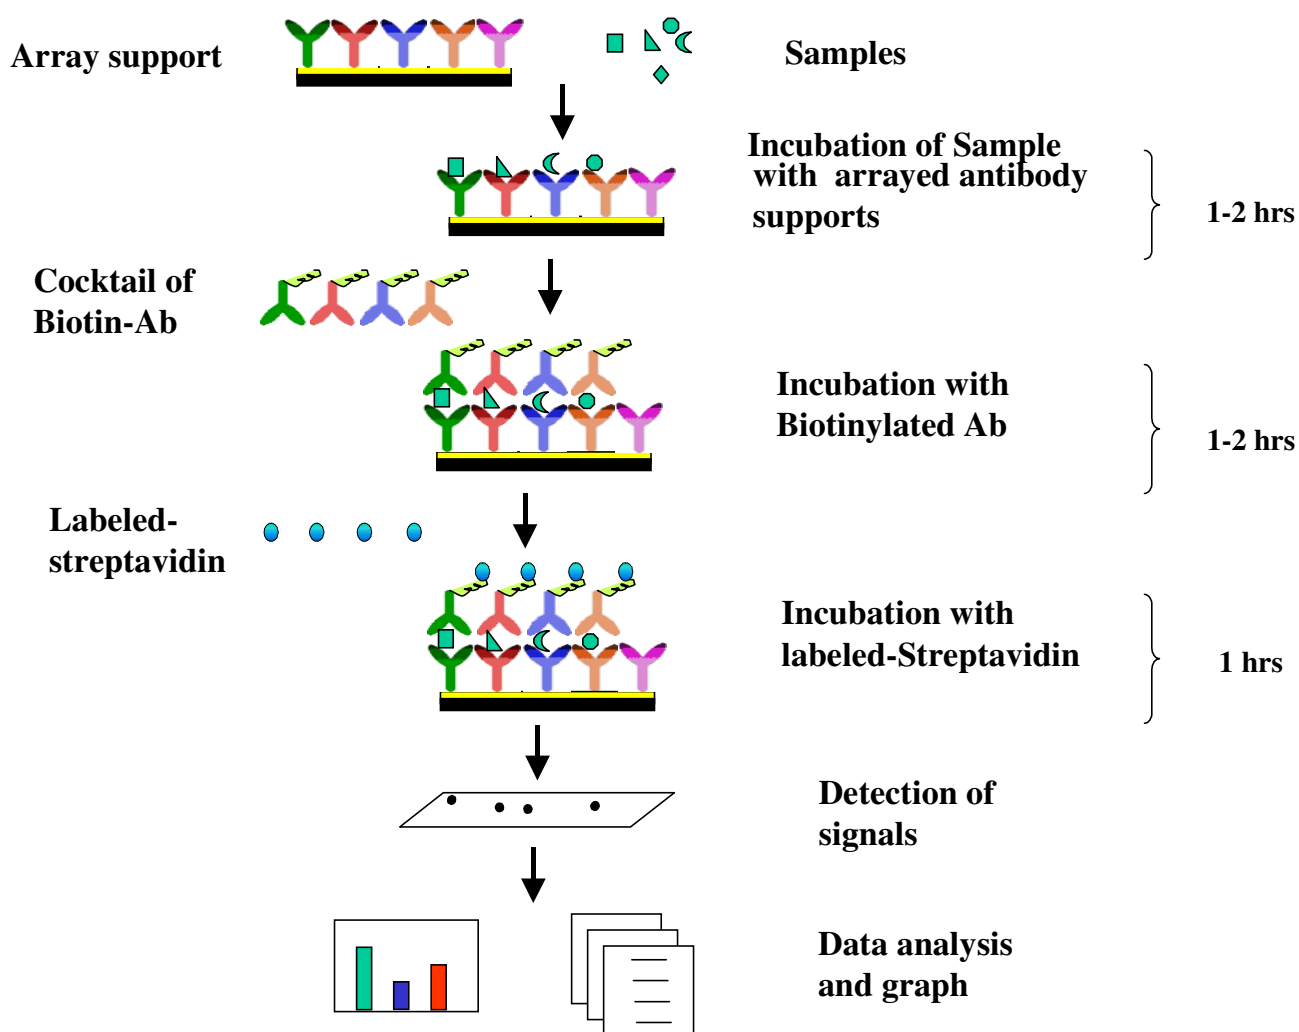 Array support
Samples
Incubation of Sample
with arrayed antibody
supports
1-2 hrs
Cocktail of
Biotin-Ab
Incubation with
Biotinylated Ab
1-2 hrs
Labeled-
streptavidin
Incubation with
labeled-Streptavidin
1 hrs
Detection of
signals
Data analysis
and graph